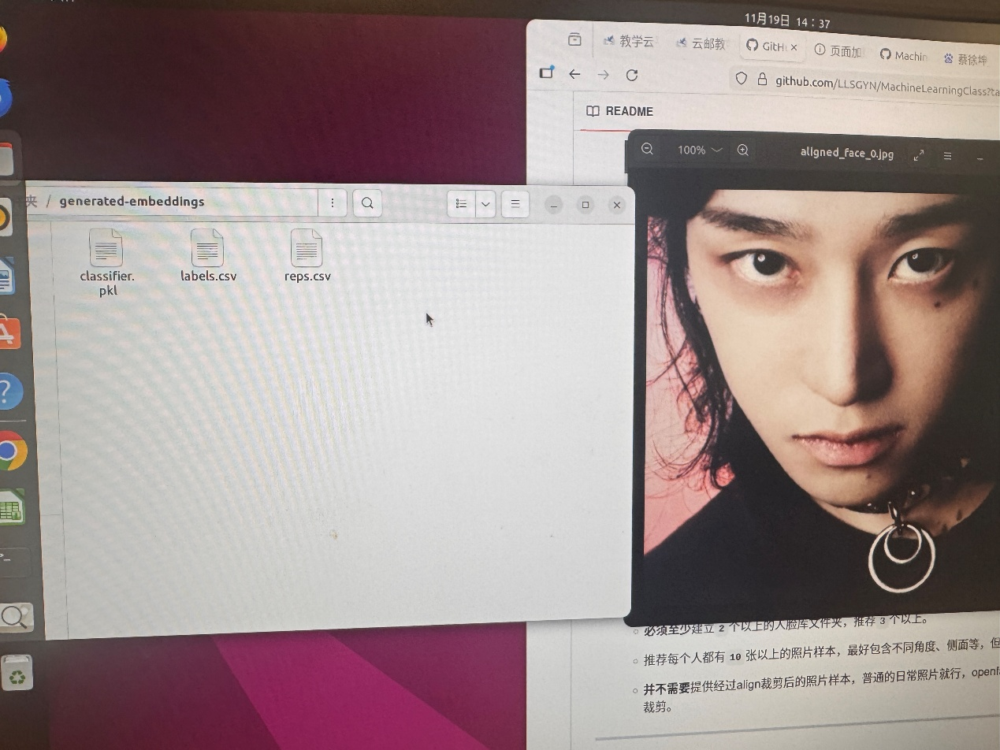 11月19日 14：37
教学云
云邮教
GitH
页面加
Machin
蔡徐坤
github.com/LLSGYN/MachineLearningClass?ta
README
100%
aligned_face_0.jpg
夹 / generated-embeddings
classifier.
pkl
labels.csv
reps.csv
必须至少建立 2 个以上的人脸库文件夹，推荐 3 个以上。
推荐每个人都有 10 张以上的照片样本，最好包含不同角度、侧面等，但
并不需要提供经过align裁剪后的照片样本，普通的日常照片就行，openfa
裁剪。